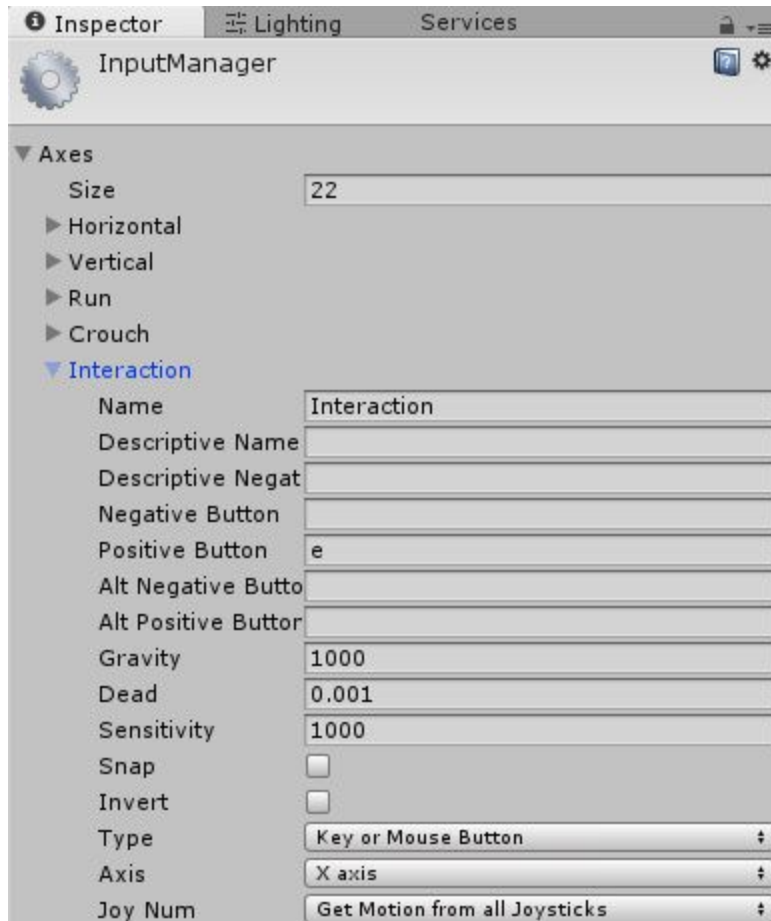 Inspector Lighting Services
InputManager
Axes
Size 22
Horizontal
Vertical
Run
Crouch
Interaction
Name Interaction
Descriptive Name
Descriptive Negat
Negative Button
Positive Button e
Alt Negative Butto
Alt Positive Button
Gravity 1000
Dead 0.001
Sensitivity 1000
Snap
Invert
Type Key or Mouse Button
Axis X axis
Joy Num Get Motion from all Joysticks